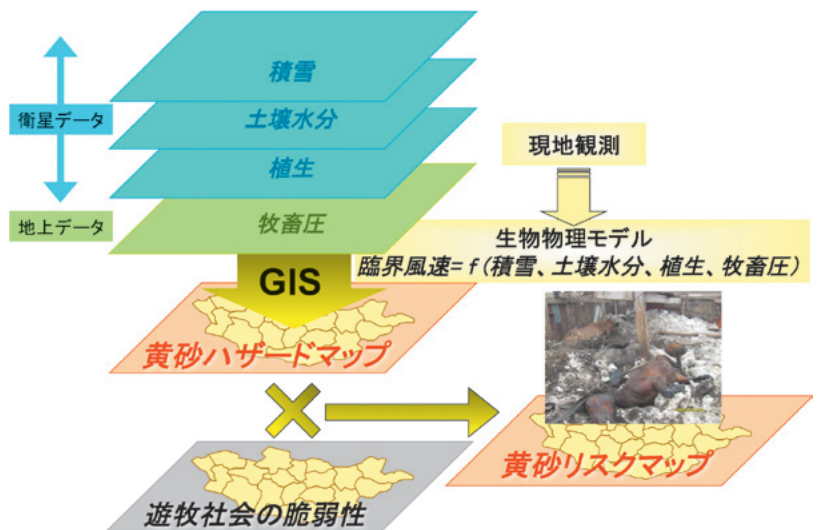 積雪
衛星データ
土壌水分
植生
現地観測
地上データ
牧畜圧
生物物理モデル
臨界風速= f (積雪、土壌水分、植生、牧畜圧)
GIS
黄砂ハザードマップ
黄砂リスクマップ
遊牧社会の脆弱性